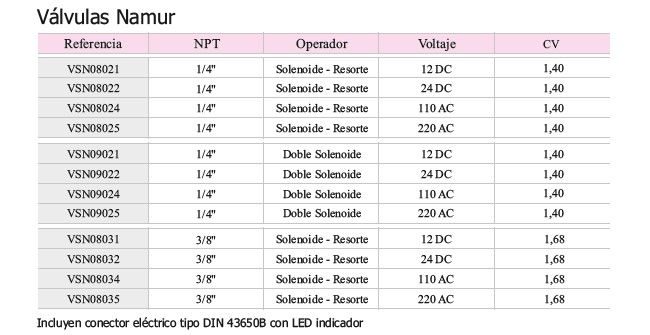 Válvulas Namur
Referencia NPT Operador Voltaje CV
VSN08021 1/4" Solenoide - Resorte 12 DC 1,40
VSN08022 1/4" Solenoide - Resorte 24 DC 1,40
VSN08024 1/4" Solenoide - Resorte 110 AC 1,40
VSN08025 1/4" Solenoide - Resorte 220 AC 1,40
VSN09021 1/4" Doble Solenoide 12 DC 1,40
VSN09022 1/4" Doble Solenoide 24 DC 1,40
VSN09024 1/4" Doble Solenoide 110 AC 1,40
VSN09025 1/4" Doble Solenoide 220 AC 1,40
VSN08031 3/8" Solenoide - Resorte 12 DC 1,68
VSN08032 3/8" Solenoide - Resorte 24 DC 1,68
VSN08034 3/8" Solenoide - Resorte 110 AC 1,68
VSN08035 3/8" Solenoide - Resorte 220 AC 1,68
Incluyen conector eléctrico tipo DIN 43650B con LED indicador